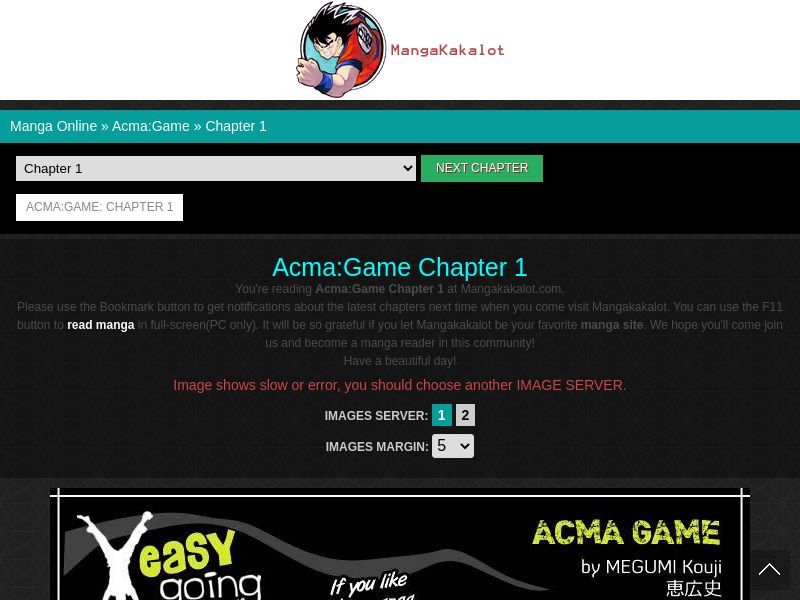 MangaKakalot
Manga Online » Acma:Game » Chapter 1
Chapter 1
NEXT CHAPTER
ACMA:GAME: CHAPTER 1
Acma:Game Chapter 1
You're reading Acma:Game Chapter 1 at Mangakakalot.com.
Please use the Bookmark button to get notifications about the latest chapters next time when you come visit Mangakakalot. You can use the F11
button to read manga in full-screen(PC only). It will be so grateful if you let Mangakakalot be your favorite manga site. We hope you'll come join
us and become a manga reader in this community!
Have a beautiful day!
Image shows slow or error, you should choose another IMAGE SERVER.
IMAGES SERVER: 1 2
IMAGES MARGIN: 5
easy
going
If you like
ACMA GAME
by MEGUMI Kouji
恵広史